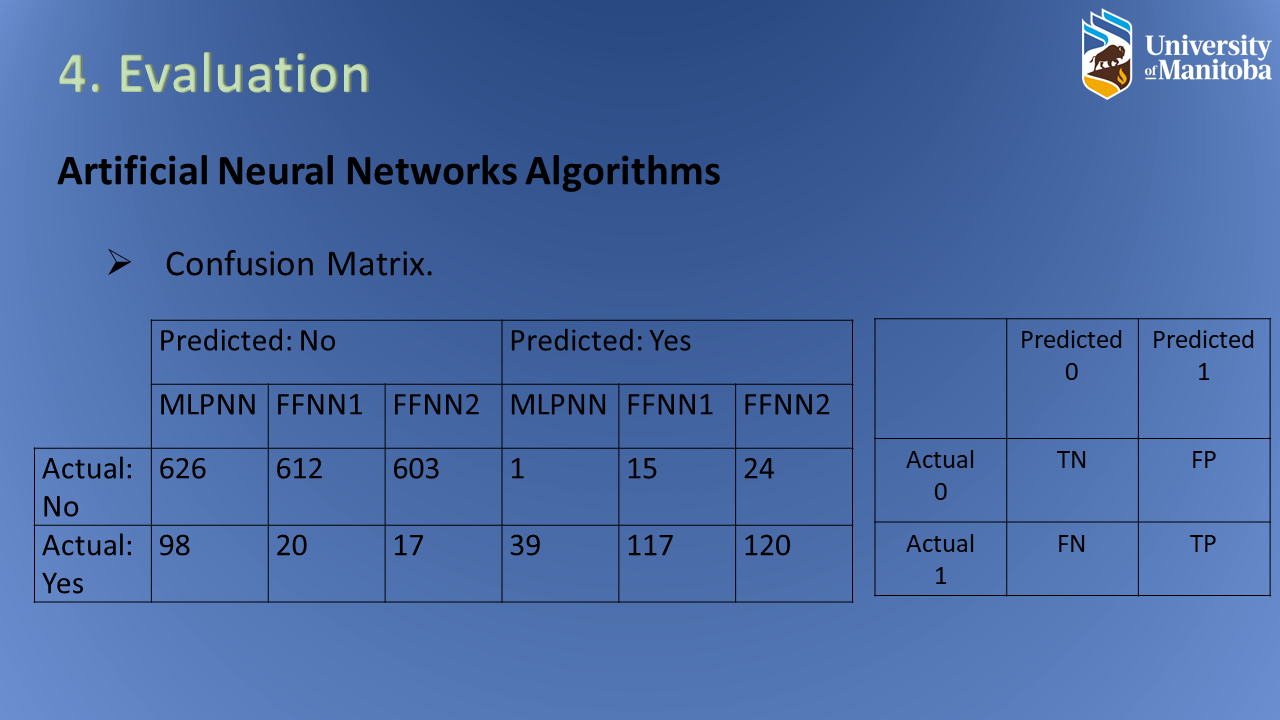 4. Evaluation
University
of Manitoba
Artificial Neural Networks Algorithms
Confusion Matrix.
Predicted: No Predicted: Yes
MLPNN FFNN1 FFNN2 MLPNN FFNN1 FFNN2
Actual: 626 612 603 1 15 24
No
Actual: 98 20 17 39 117 120
Yes
Predicted Predicted
0 1
Actual TN FP
0
Actual FN TP
1